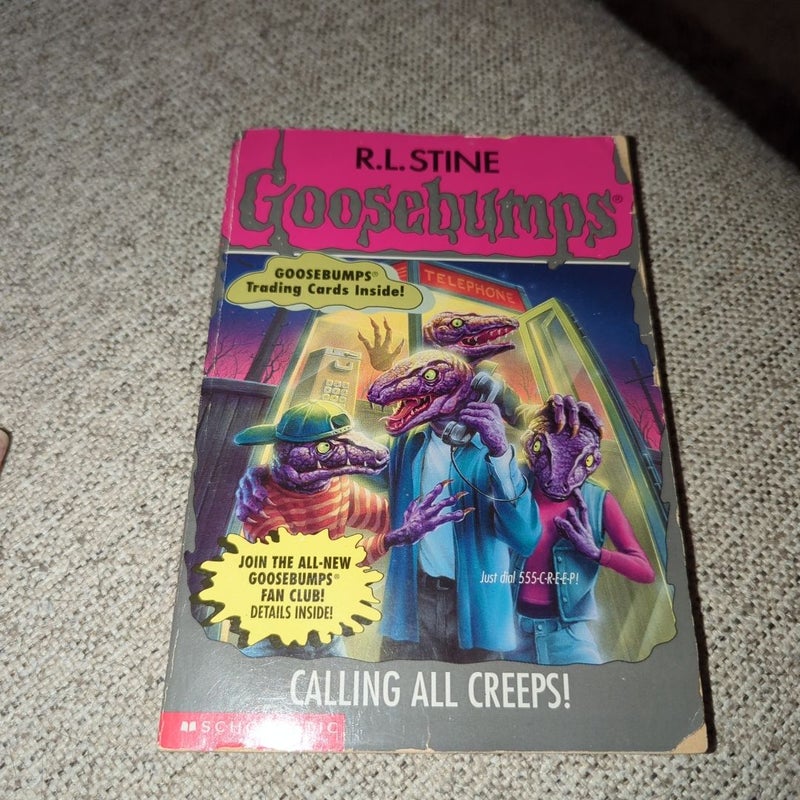 R.L. STINE
Goosebumps®
GOOSEBUMPS®
Trading Cards Inside!
TELEPHONE
JOIN THE ALL-NEW
GOOSEBUMPS®
FAN CLUB!
DETAILS INSIDE!
Just dial 555-C-R-E-E-P!
CALLING ALL CREEPS!
SCHOLASTIC